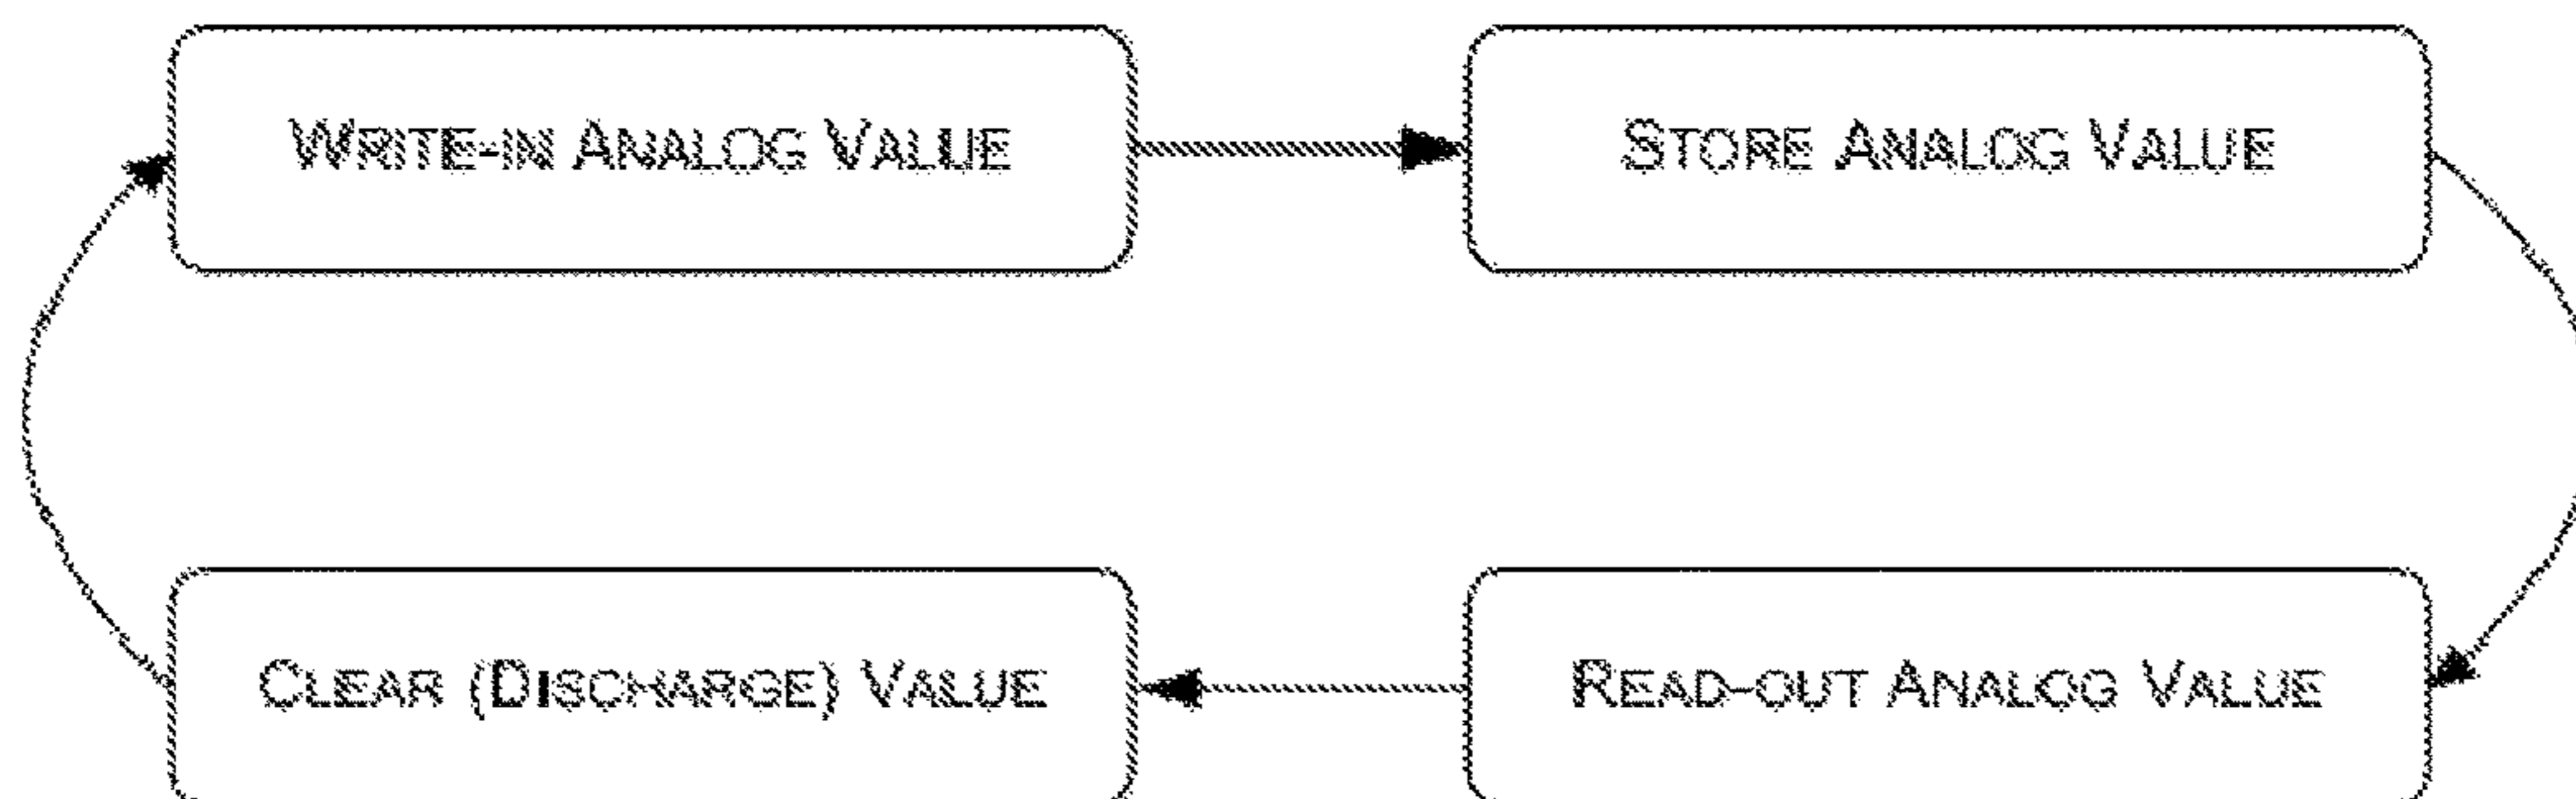 WRITE-IN ANALOG VALUE
STORE ANALOG VALUE
CLEAR (DISCHARGE) VALUE
READ-OUT ANALOG VALUE